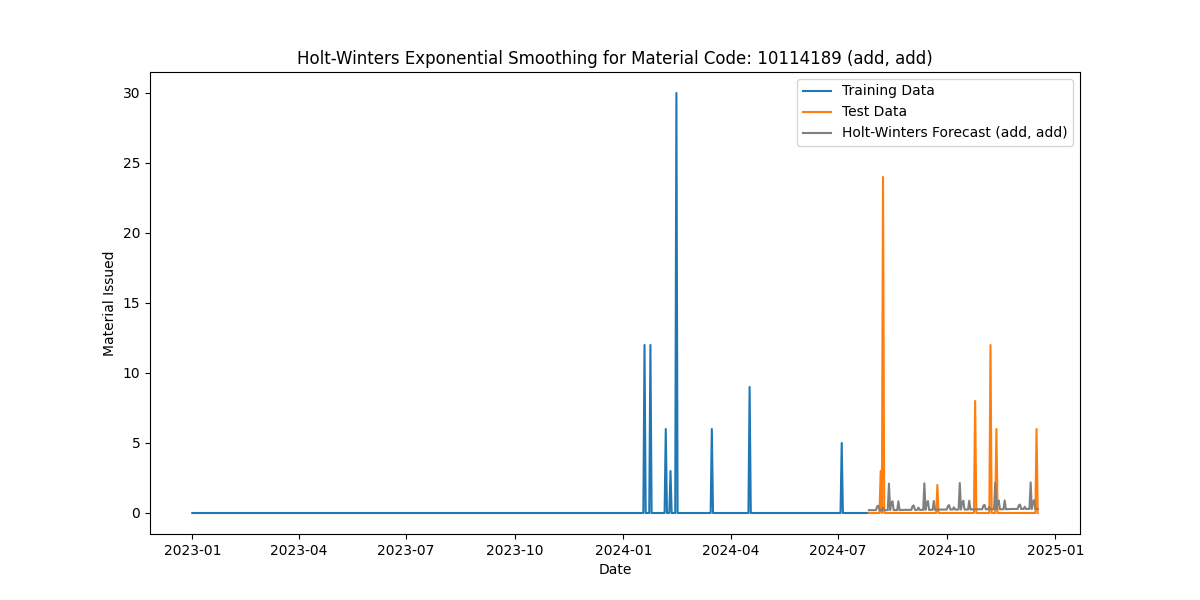 Holt-Winters Exponential Smoothing for Material Code: 10114189 (add, add)
Training Data
Test Data
Holt-Winters Forecast (add, add)
Material Issued
30
25
20
15
10
5
0
2023-01
2023-04
2023-07
2023-10
2024-01
2024-04
2024-07
2024-10
2025-01
Date